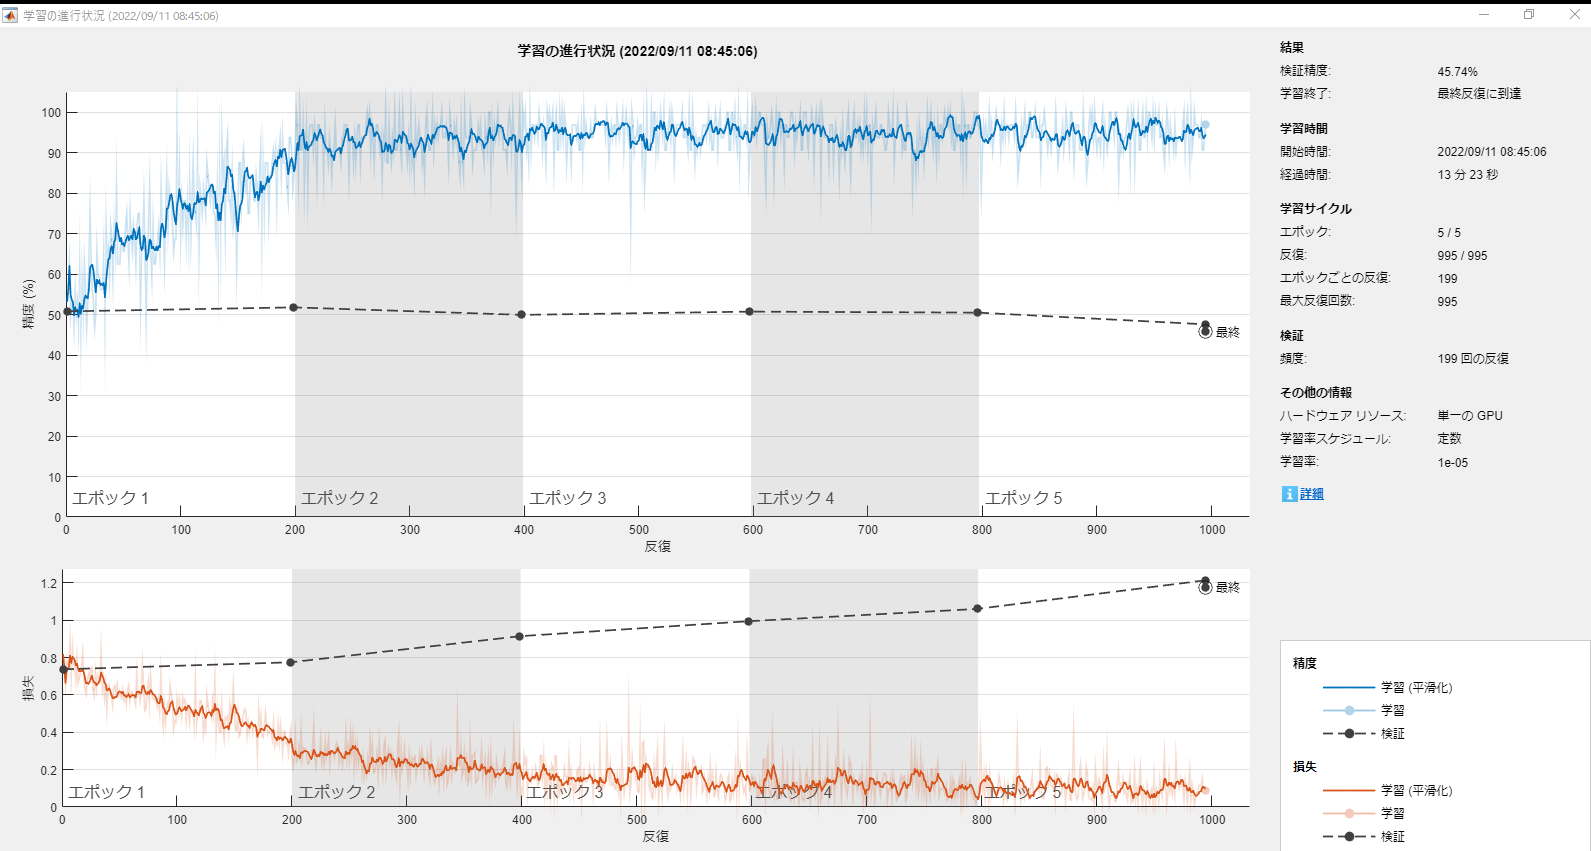 学習の進行状況 (2022/09/11 08:45:06)
学習の進行状況 (2022/09/11 08:45:06)
精度 (%)
100
90
80
70
60
50
40
30
20
10
0
最終
エポック 1
エポック 2
エポック 3
エポック 4
エポック 5
0 100 200 300 400 500 600 700 800 900 1000
反復
損失
1.2
1
0.8
0.6
0.4
0.2
0
最終
エポック 1
エポック 2
エポック 3
エポック 4
エポック 5
0 100 200 300 400 500 600 700 800 900 1000
反復
結果
検証精度: 45.74%
学習終了: 最終反復に到達
学習時間
開始時間: 2022/09/11 08:45:06
経過時間: 13 分 23 秒
学習サイクル
エポック: 5 / 5
反復: 995 / 995
エポックごとの反復: 199
最大反復回数: 995
検証
頻度: 199 回の反復
その他の情報
ハードウェア リソース: 単一の GPU
学習率スケジュール: 定数
学習率: 1e-05
詳細
精度
学習 (平滑化)
学習
検証
損失
学習 (平滑化)
学習
検証